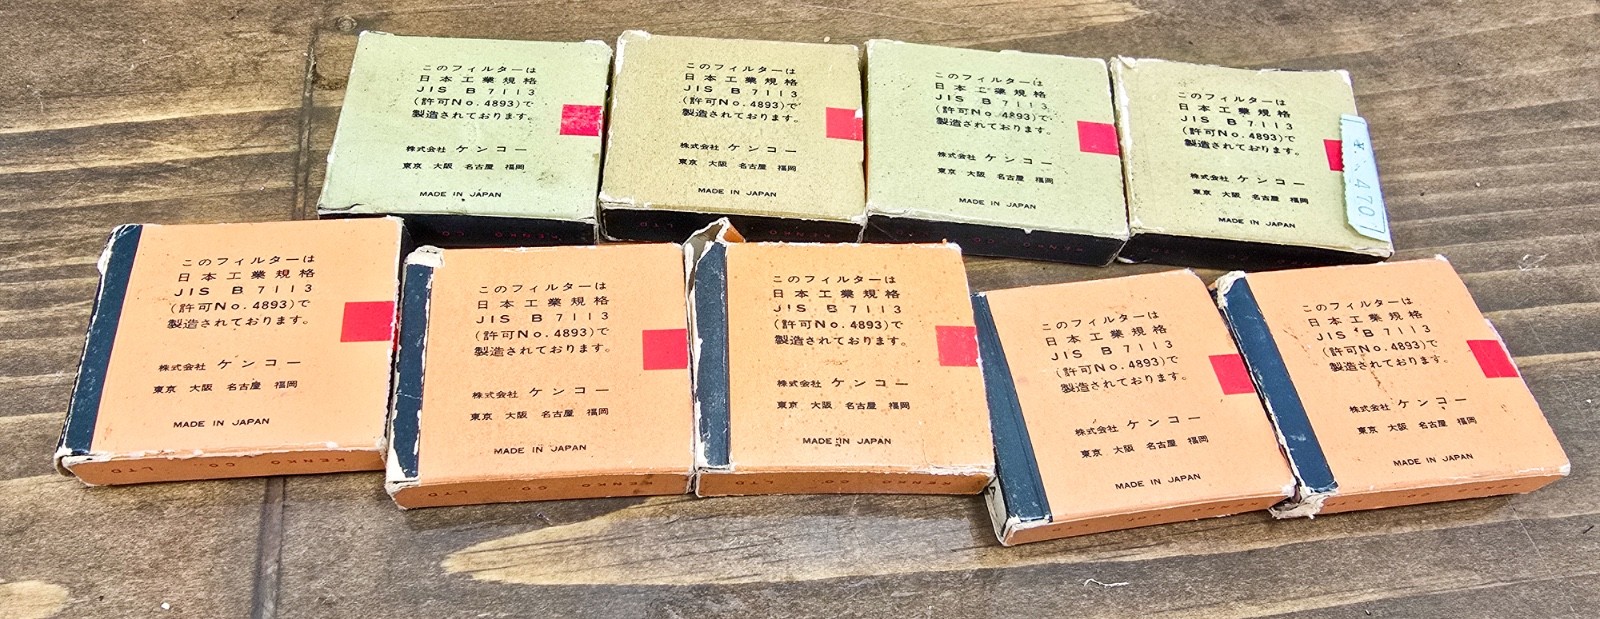 このフィルターは
日本工業規格
JIS B 7113
(許可No.4893)で
製造されております。
株式会社 ケンコー
東京 大阪 名古屋 福岡
MADE IN JAPAN
このフィルターは
日本工業規格
JIS B 7113
(許可No.4893)で
製造されております。
株式会社 ケンコー
東京 大阪 名古屋 福岡
MADE IN JAPAN
KENKO LTD
このフィルターは
日本工業規格
JIS B 7113
(許可No.4893)で
製造されております。
株式会社 ケンコー
東京 大阪 名古屋 福岡
MADE IN JAPAN
KENKO CO
このフィルターは
日本工業規格
JIS B 7113
(許可No.4893)で
製造されております。
株式会社 ケンコー
東京 大阪 名古屋 福岡
MADE IN JAPAN
このフィルターは
日本工業規格
JIS B 7113
(許可No.4893)で
製造されております。
株式会社 ケンコー
東京 大阪 名古屋 福岡
MADE IN JAPAN
KENKO CO., LTD
このフィルターは
日本工業規格
JIS B 7113
(許可No.4893)で
製造されております。
株式会社 ケンコー
東京 大阪 名古屋 福岡
MADE IN JAPAN
KENKO CO., LTD
このフィルターは
日本工業規格
JIS B 7113
(許可No.4893)で
製造されております。
株式会社 ケンコー
東京 大阪 名古屋 福岡
MADE IN JAPAN
KENKO CO., LTD
このフィルターは
日本工業規格
JIS B 7113
(許可No.4893)で
製造されております。
株式会社 ケンコー
東京 大阪 名古屋 福岡
MADE IN JAPAN
このフィルターは
日本工業規格
JIS B 7113
(許可No.4893)で
製造されております。
株式会社 ケンコー
東京 大阪 名古屋 福岡
MADE IN JAPAN